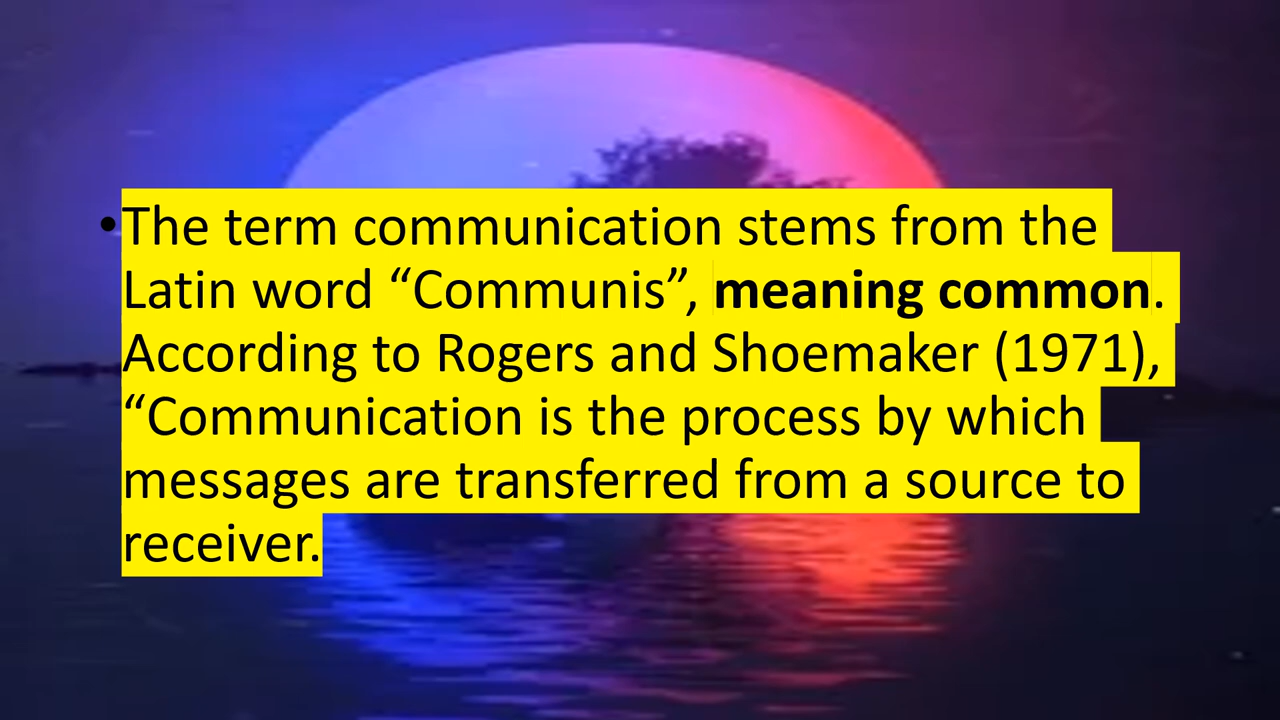 •The term communication stems from the
Latin word “Communis”, meaning common.
According to Rogers and Shoemaker (1971),
“Communication is the process by which
messages are transferred from a source to
receiver.